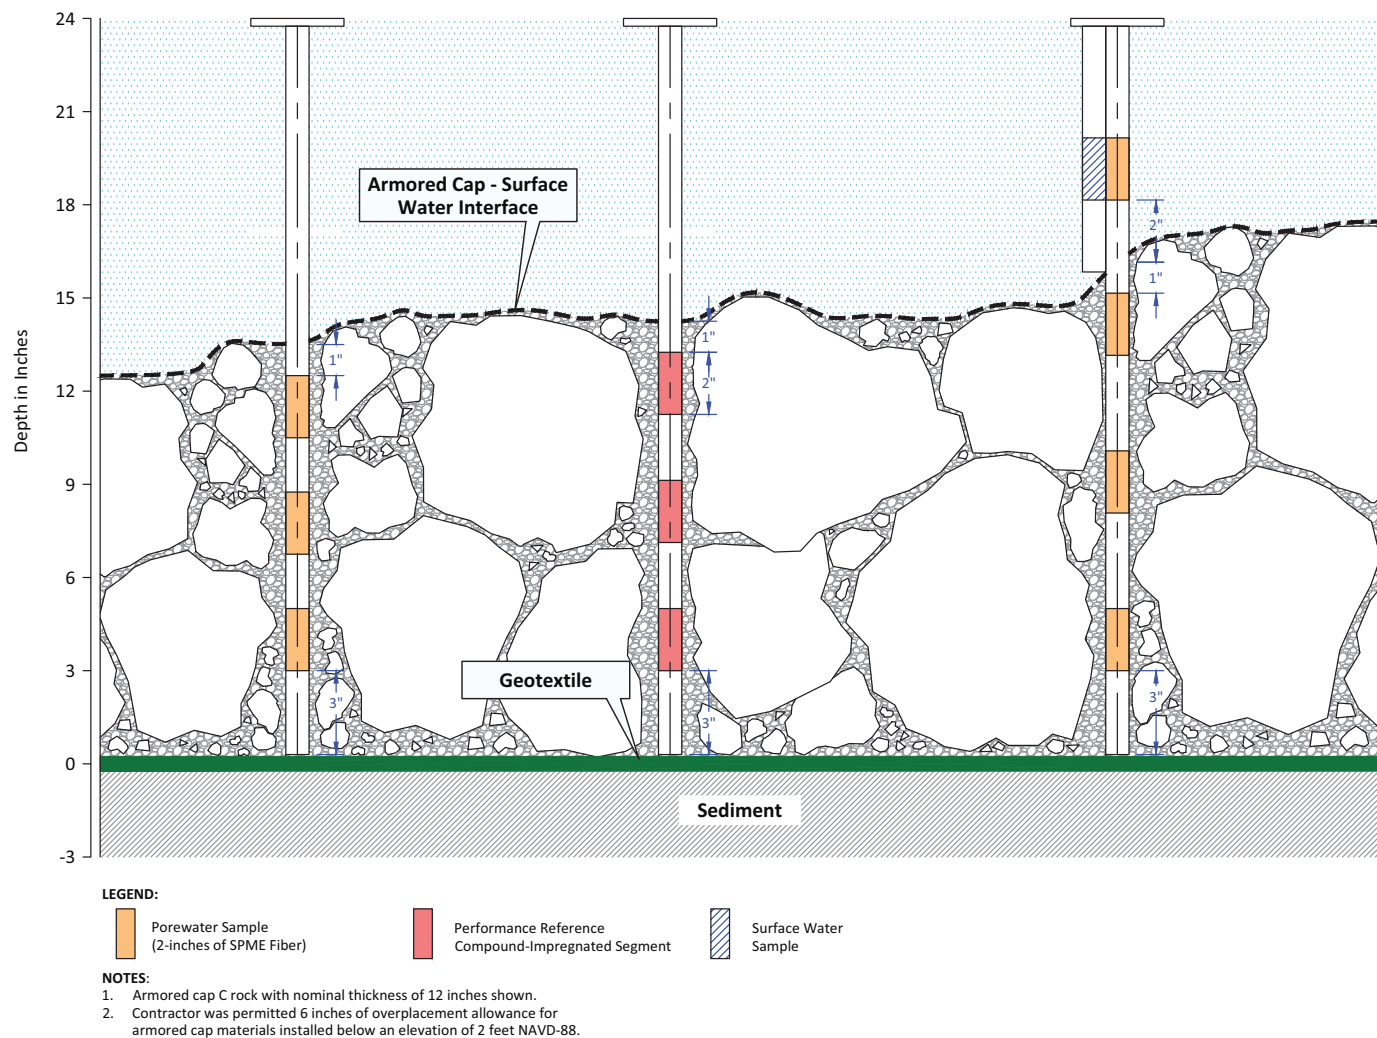 24
21
18
15
12
9
6
3
0
-3
Depth in Inches
Armored Cap - Surface
Water Interface
1"
1"
2"
2"
1"
3"
3"
3"
Geotextile
Sediment
LEGEND:
Porewater Sample
(2-inches of SPME Fiber)
Performance Reference
Compound-Impregnated Segment
Surface Water
Sample
NOTES:
1. Armored cap C rock with nominal thickness of 12 inches shown.
2. Contractor was permitted 6 inches of overplacement allowance for
armored cap materials installed below an elevation of 2 feet NAVD-88.